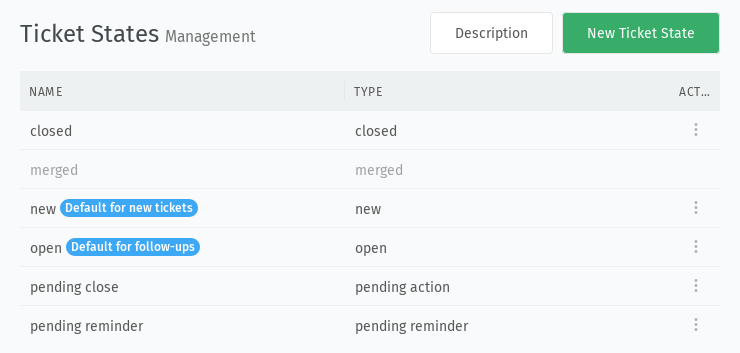 Ticket States Management
Description
New Ticket State
NAME TYPE ACT...
closed closed
merged merged
new Default for new tickets new
open Default for follow-ups open
pending close pending action
pending reminder pending reminder